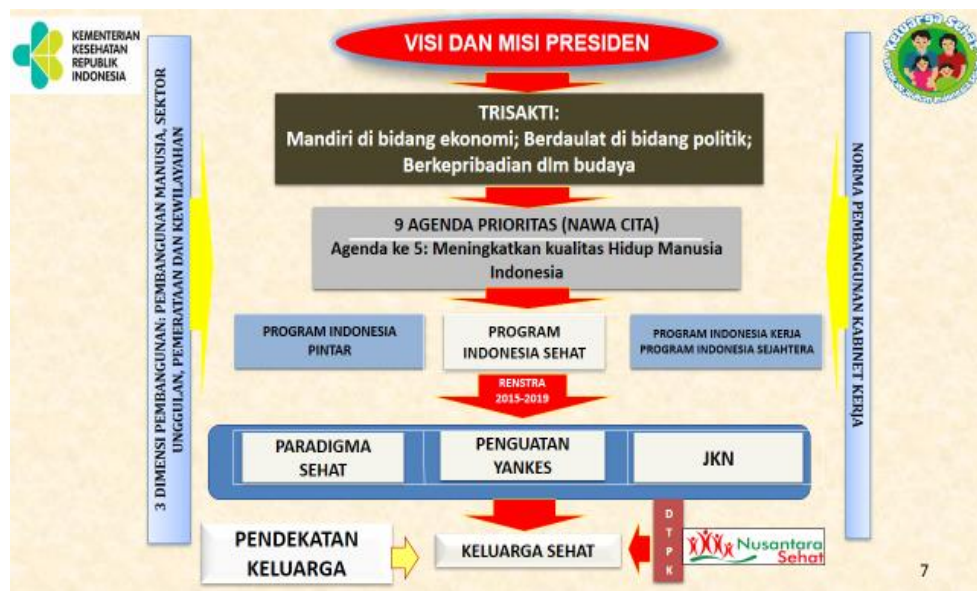 KEMENTERIAN
KESEHATAN
REPUBLIK
INDONESIA
VISI DAN MISI PRESIDEN
Keluarga Sehat
3 DIMENSI PEMBANGUNAN: PEMBANGUNAN MANUSIA, SEKTOR
UNGGULAN, PEMERATAAN DAN KEWILAYAHAN
TRISAKTI:
Mandiri di bidang ekonomi; Berdaulat di bidang politik;
Berkepribadian dlm budaya
9 AGENDA PRIORITAS (NAWA CITA)
Agenda ke 5: Meningkatkan kualitas Hidup Manusia
Indonesia
NORMA PEMBANGUNAN KABINET KERJA
PROGRAM INDONESIA
PINTAR
PROGRAM
INDONESIA SEHAT
PROGRAM INDONESIA KERJA
PROGRAM INDONESIA SEJAHTERA
RENSTRA
2015-2019
PARADIGMA
SEHAT
PENGUATAN
YANKES
JKN
PENDEKATAN
KELUARGA
KELUARGA SEHAT
D
T
P
K
Nusantara
Sehat
7